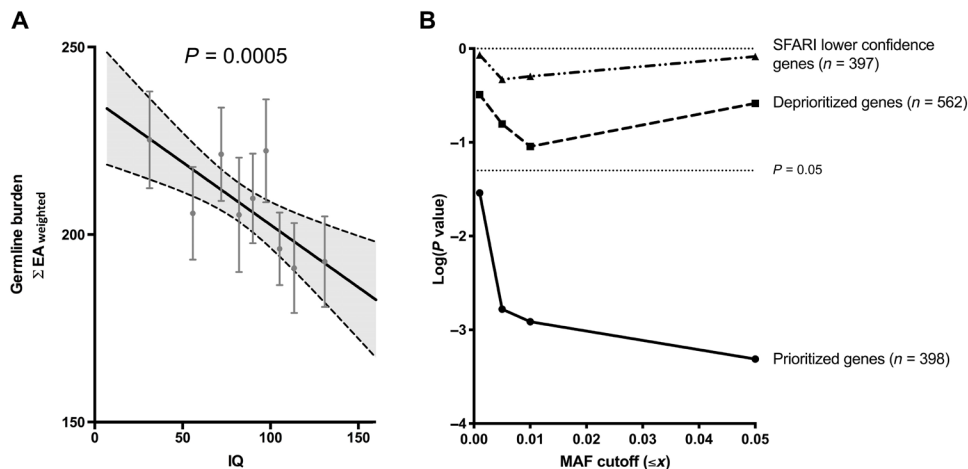 A
P = 0.0005
250
200
150
Germline burden
Σ EA weighted
0
50
100
150
IQ
B
0
−1
−2
−3
−4
Log(P value)
0.00
0.01
0.02
0.03
0.04
0.05
MAF cutoff (≤x)
SFARI lower confidence
genes (n = 397)
Deprioritized genes (n = 562)
P = 0.05
Prioritized genes (n = 398)